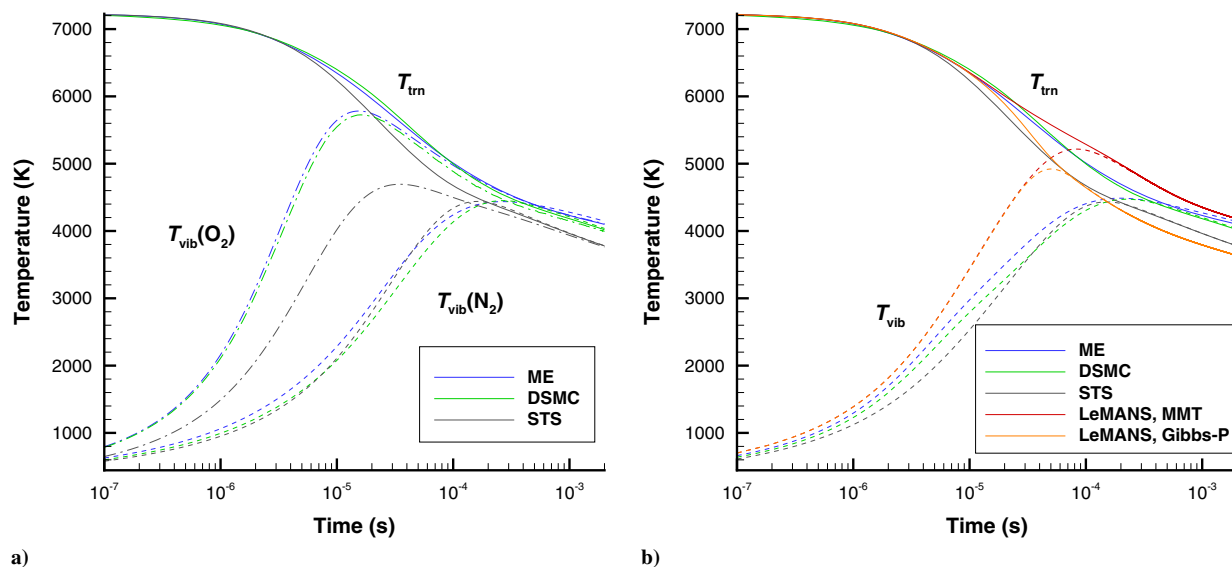 7000
6000
5000
4000
3000
2000
1000
Temperature (K)
T_trn
T_vib(O₂)
T_vib(N₂)
ME
DSMC
STS
10⁻⁷
10⁻⁶
10⁻⁵
10⁻⁴
10⁻³
Time (s)
a)
7000
6000
5000
4000
3000
2000
1000
Temperature (K)
T_trn
T_vib
ME
DSMC
STS
LeMANS, MMT
LeMANS, Gibbs-P
10⁻⁷
10⁻⁶
10⁻⁵
10⁻⁴
10⁻³
Time (s)
b)